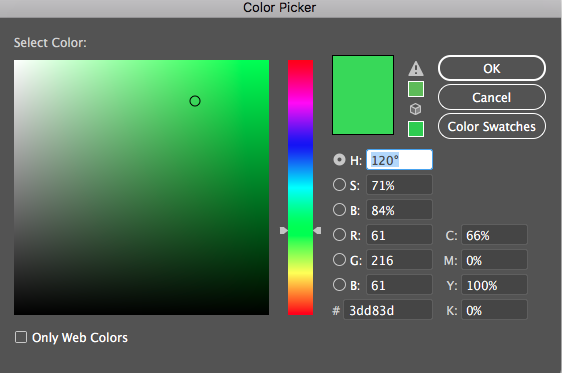 Color Picker
Select Color:
OK
Cancel
Color Swatches
H: 120°
S: 71%
B: 84%
R: 61 C: 66%
G: 216 M: 0%
B: 61 Y: 100%
# 3dd83d K: 0%
Only Web Colors